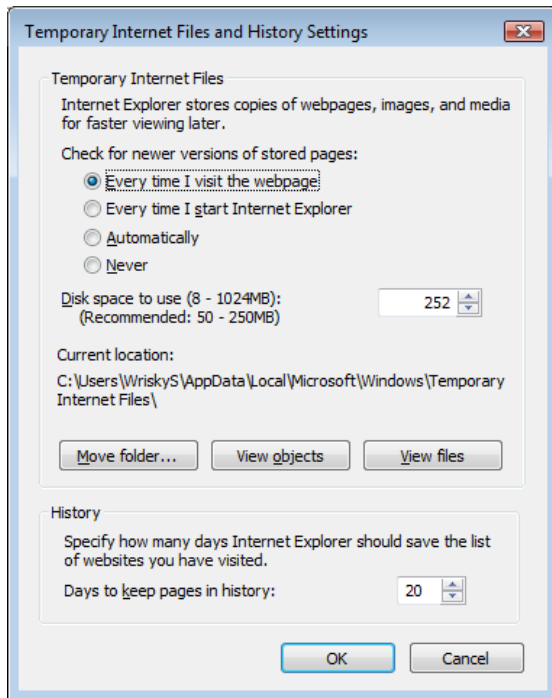 Temporary Internet Files and History Settings
Temporary Internet Files
Internet Explorer stores copies of webpages, images, and media
for faster viewing later.
Check for newer versions of stored pages:
Every time I visit the webpage
Every time I start Internet Explorer
Automatically
Never
Disk space to use (8 - 1024MB): 252
(Recommended: 50 - 250MB)
Current location:
C:\Users\WriskyS\AppData\Local\Microsoft\Windows\Temporary
Internet Files\
Move folder... View objects View files
History
Specify how many days Internet Explorer should save the list
of websites you have visited.
Days to keep pages in history: 20
OK Cancel